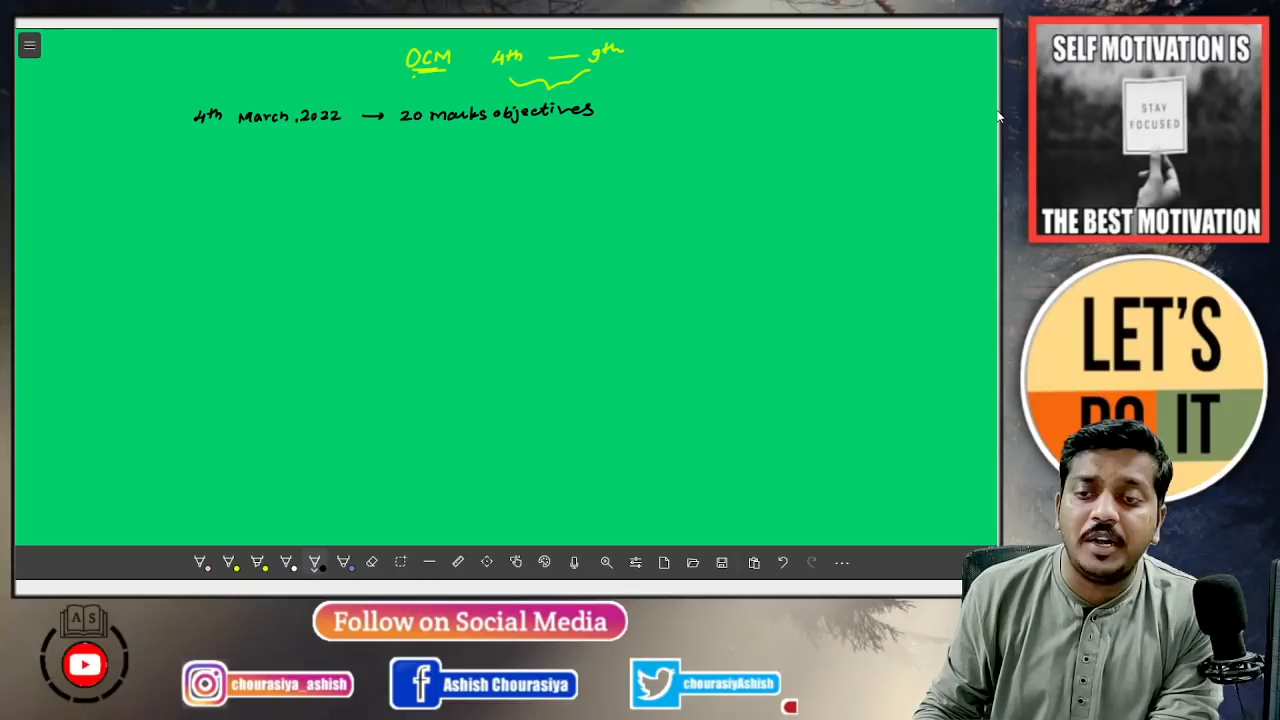 OCM 4th — 9th
4th March, 2022 → 20 marks objectives
SELF MOTIVATION IS
STAY
FOCUSED
THE BEST MOTIVATION
LET'S
DO IT
A S
Follow on Social Media
chourasiya_ashish
Ashish Chourasiya
chourasiyAshish